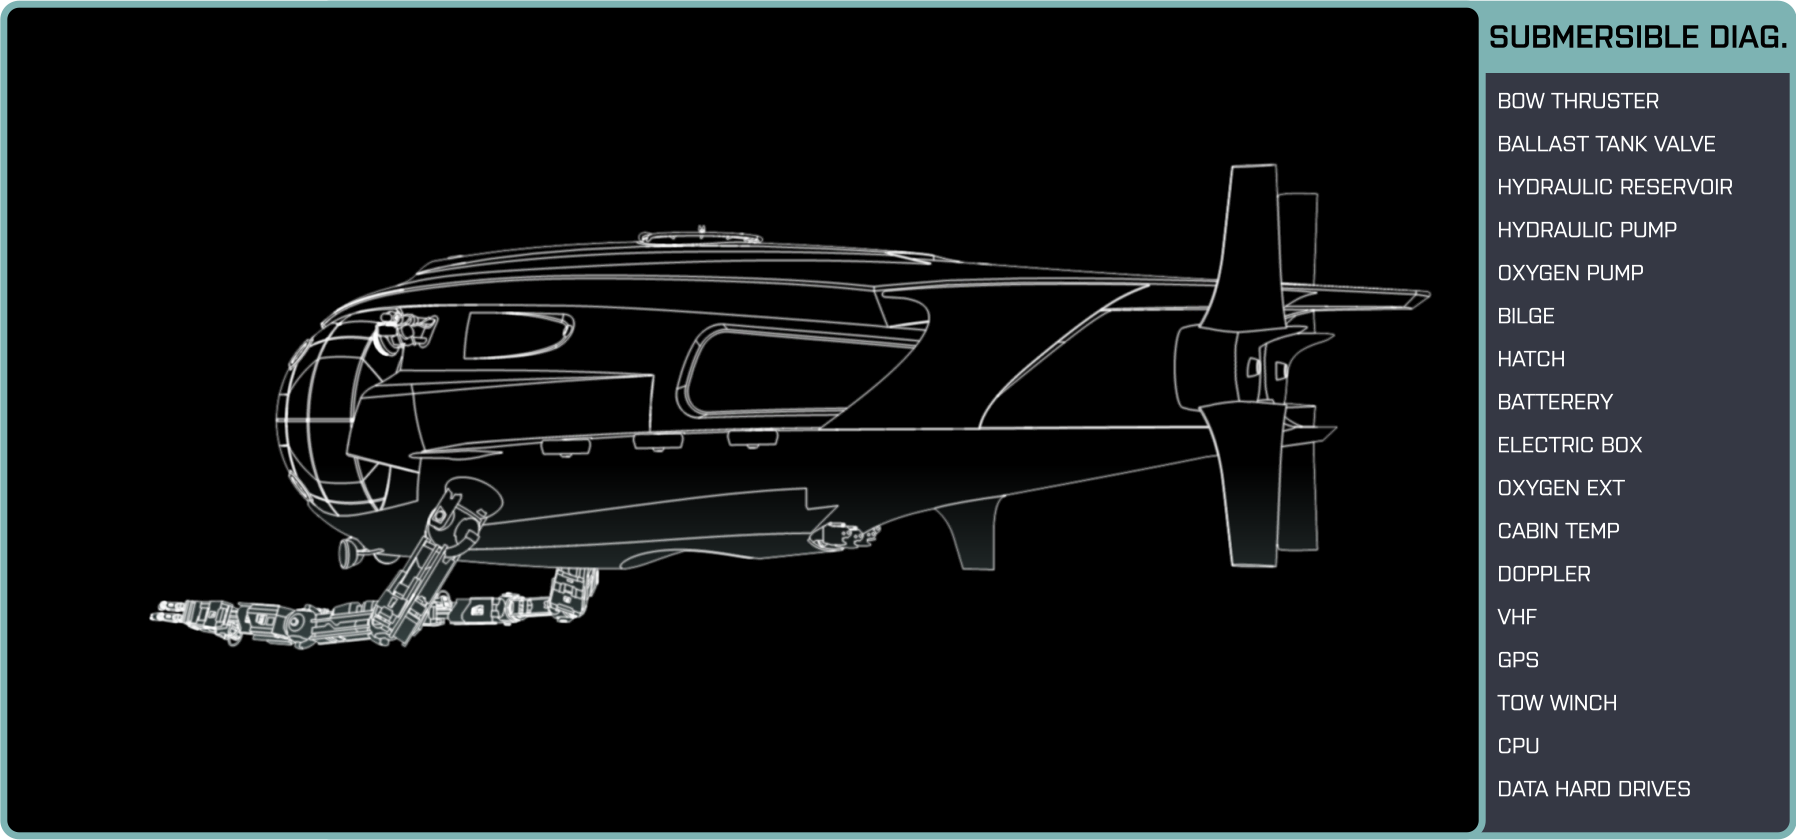 SUBMERSIBLE DIAG.
BOW THRUSTER
BALLAST TANK VALVE
HYDRAULIC RESERVOIR
HYDRAULIC PUMP
OXYGEN PUMP
BILGE
HATCH
BATTERERY
ELECTRIC BOX
OXYGEN EXT
CABIN TEMP
DOPPLER
VHF
GPS
TOW WINCH
CPU
DATA HARD DRIVES